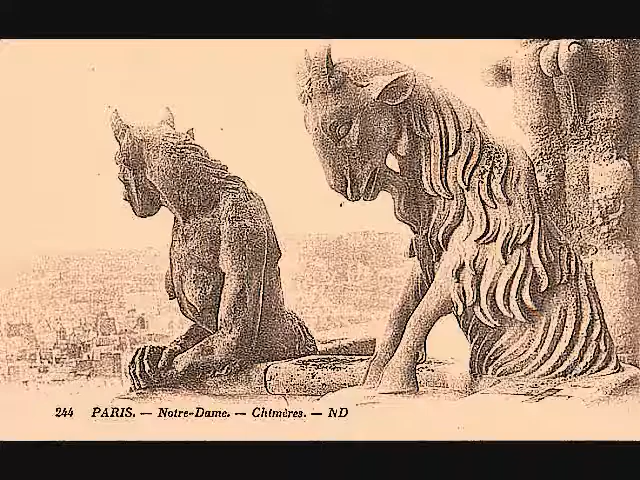 244 PARIS. — Notre-Dame. — Chimères. — ND